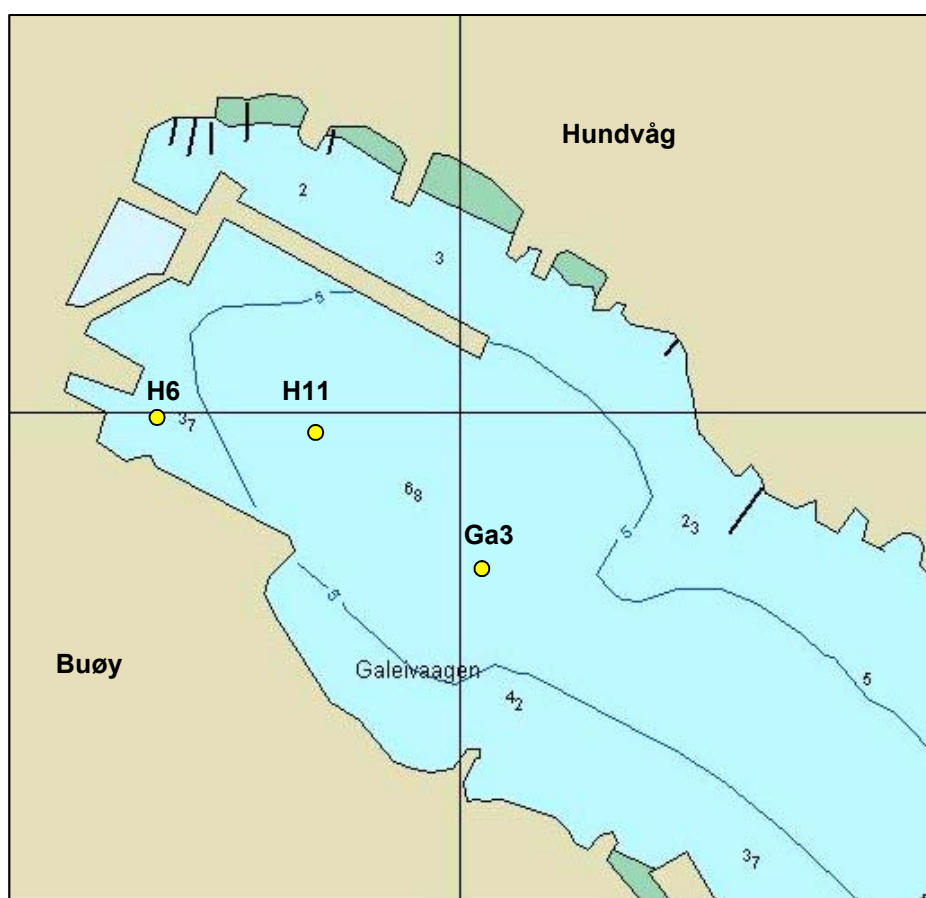 Hundvåg
2
3
5
H6
H11
3₇
6₈
2₃
5
Ga3
5
Buøy
Galeivaagen
5
4₂
3₇